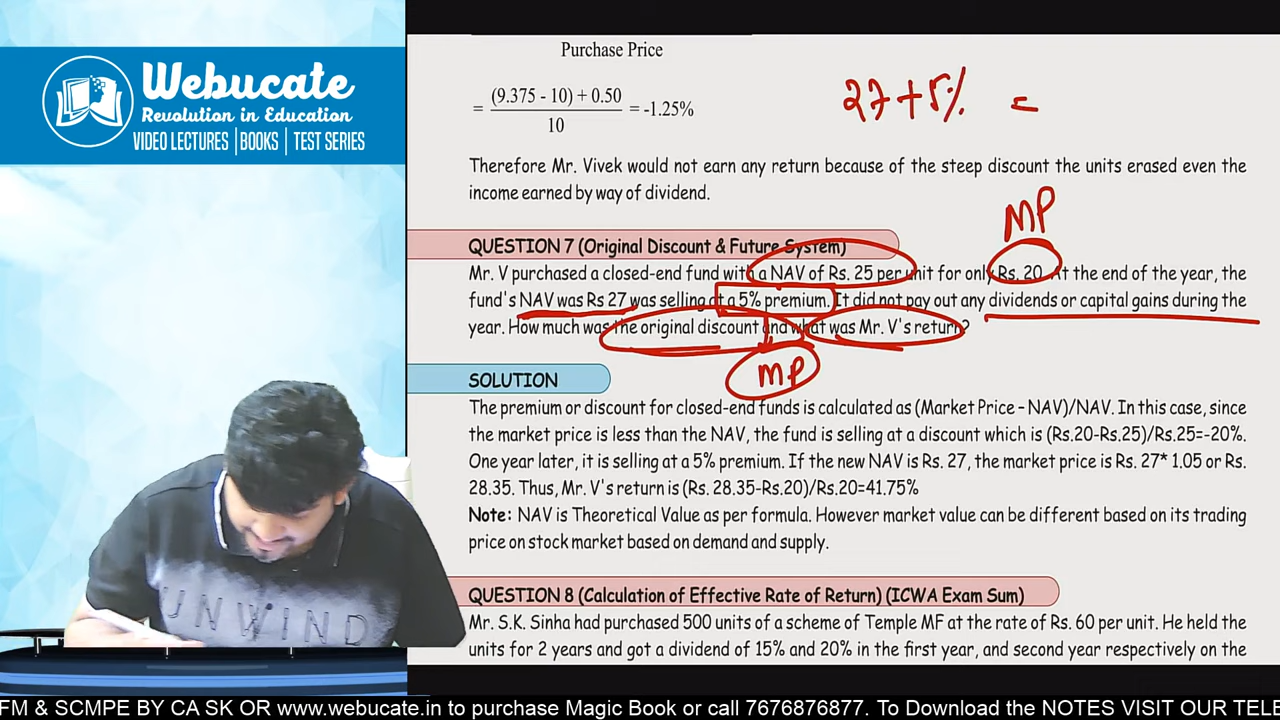 Webucate
Revolution in Education
VIDEO LECTURES | BOOKS | TEST SERIES
UNWIND
Purchase Price
= (9.375 - 10) + 0.50 / 10 = -1.25%
27 + 5% =
Therefore Mr. Vivek would not earn any return because of the steep discount the units erased even the
income earned by way of dividend.
MP
QUESTION 7 (Original Discount & Future System)
Mr. V purchased a closed-end fund with a NAV of Rs. 25 per unit for only Rs. 20. At the end of the year, the
fund's NAV was Rs 27 was selling at a 5% premium. It did not pay out any dividends or capital gains during the
year. How much was the original discount and what was Mr. V's return?
MP
SOLUTION
The premium or discount for closed-end funds is calculated as (Market Price – NAV)/NAV. In this case, since
the market price is less than the NAV, the fund is selling at a discount which is (Rs.20-Rs.25)/Rs.25=-20%.
One year later, it is selling at a 5% premium. If the new NAV is Rs. 27, the market price is Rs. 27* 1.05 or Rs.
28.35. Thus, Mr. V's return is (Rs. 28.35-Rs.20)/Rs.20=41.75%
Note: NAV is Theoretical Value as per formula. However market value can be different based on its trading
price on stock market based on demand and supply.
QUESTION 8 (Calculation of Effective Rate of Return) (ICWA Exam Sum)
Mr. S.K. Sinha had purchased 500 units of a scheme of Temple MF at the rate of Rs. 60 per unit. He held the
units for 2 years and got a dividend of 15% and 20% in the first year, and second year respectively on the
FM & SCMPE BY CA SK OR www.webucate.in to purchase Magic Book or call 7676876877. To Download the NOTES VISIT OUR TELE